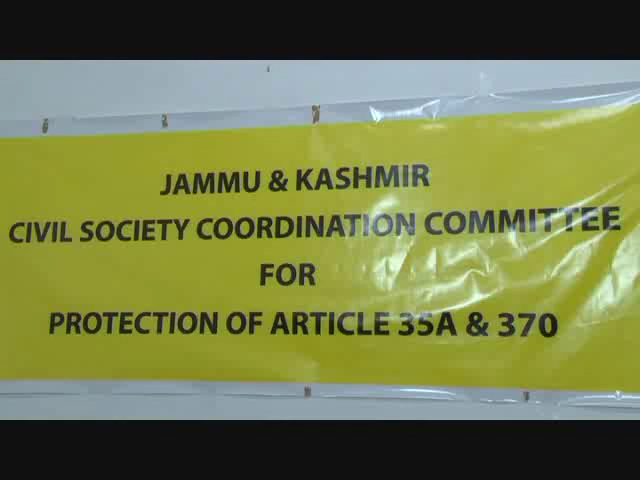 JAMMU & KASHMIR
CIVIL SOCIETY COORDINATION COMMITTEE
FOR
PROTECTION OF ARTICLE 35A & 370